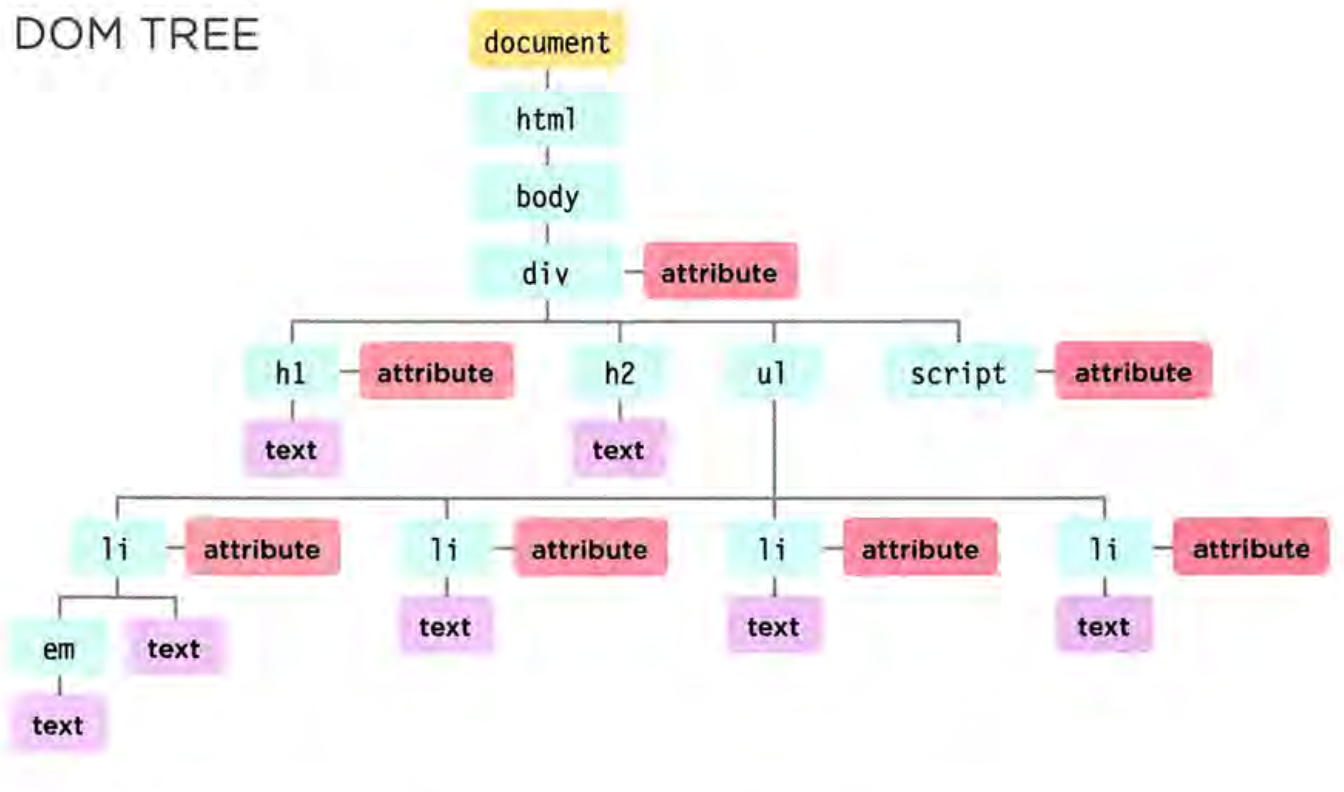 DOM TREE
document
html
body
div attribute
h1 attribute h2 ul script attribute
text text
li attribute li attribute li attribute li attribute
em text text text text
text